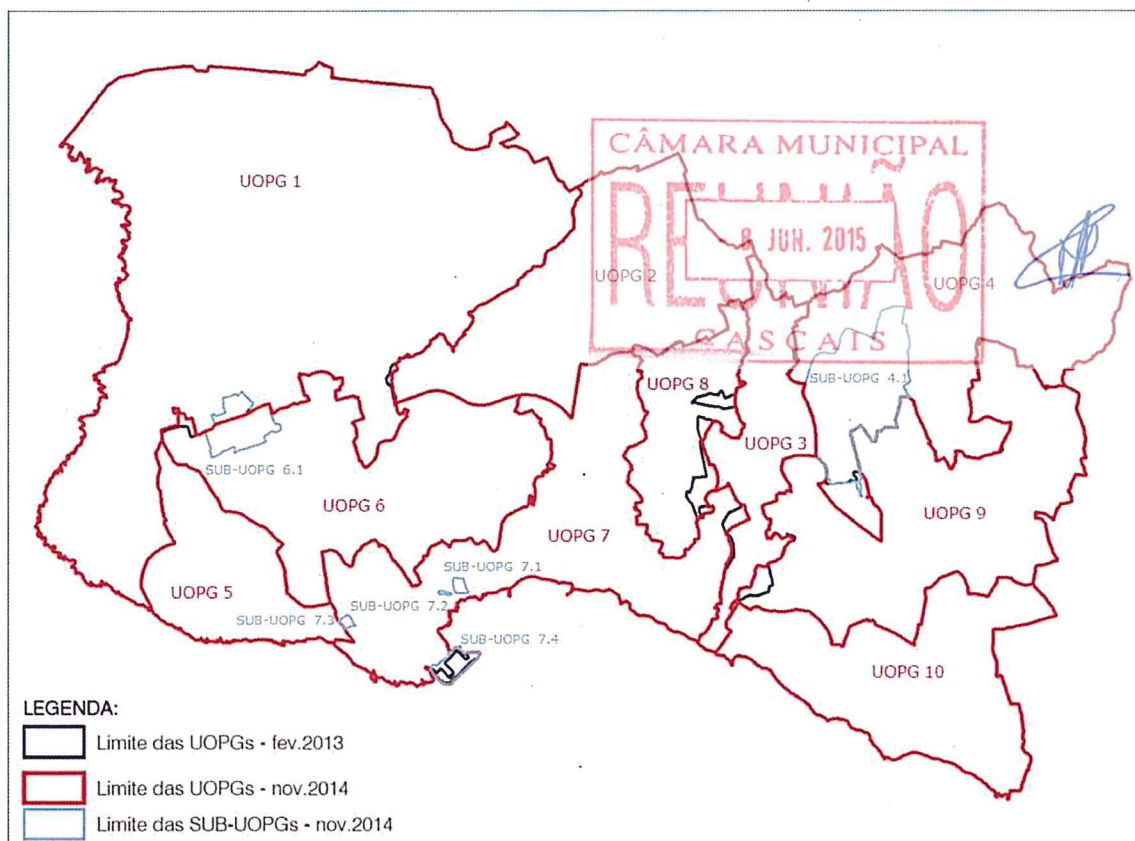 CÂMARA MUNICIPAL
REUNIÃO
8 JUN. 2015
CASCAIS
UOPG 1
UOPG 2
UOPG 4
UOPG 8
SUB-UOPG 4.1
UOPG 3
SUB-UOPG 6.1
UOPG 6
UOPG 9
UOPG 7
SUB-UOPG 7.1
UOPG 5
SUB-UOPG 7.2
SUB-UOPG 7.3
SUB-UOPG 7.4
UOPG 10
LEGENDA:
Limite das UOPGs - fev.2013
Limite das UOPGs - nov.2014
Limite das SUB-UOPGs - nov.2014